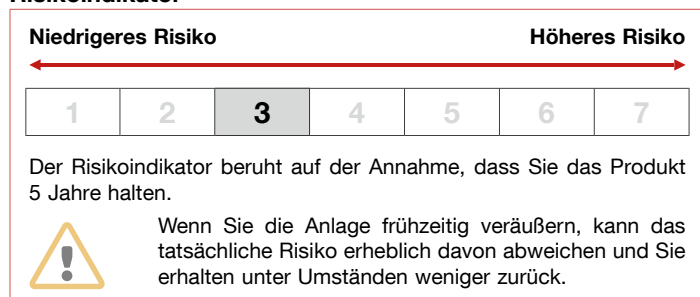 Niedrigeres Risiko Höheres Risiko
1 2 3 4 5 6 7
Der Risikoindikator beruht auf der Annahme, dass Sie das Produkt
5 Jahre halten.
Wenn Sie die Anlage frühzeitig veräußern, kann das
tatsächliche Risiko erheblich davon abweichen und Sie
erhalten unter Umständen weniger zurück.